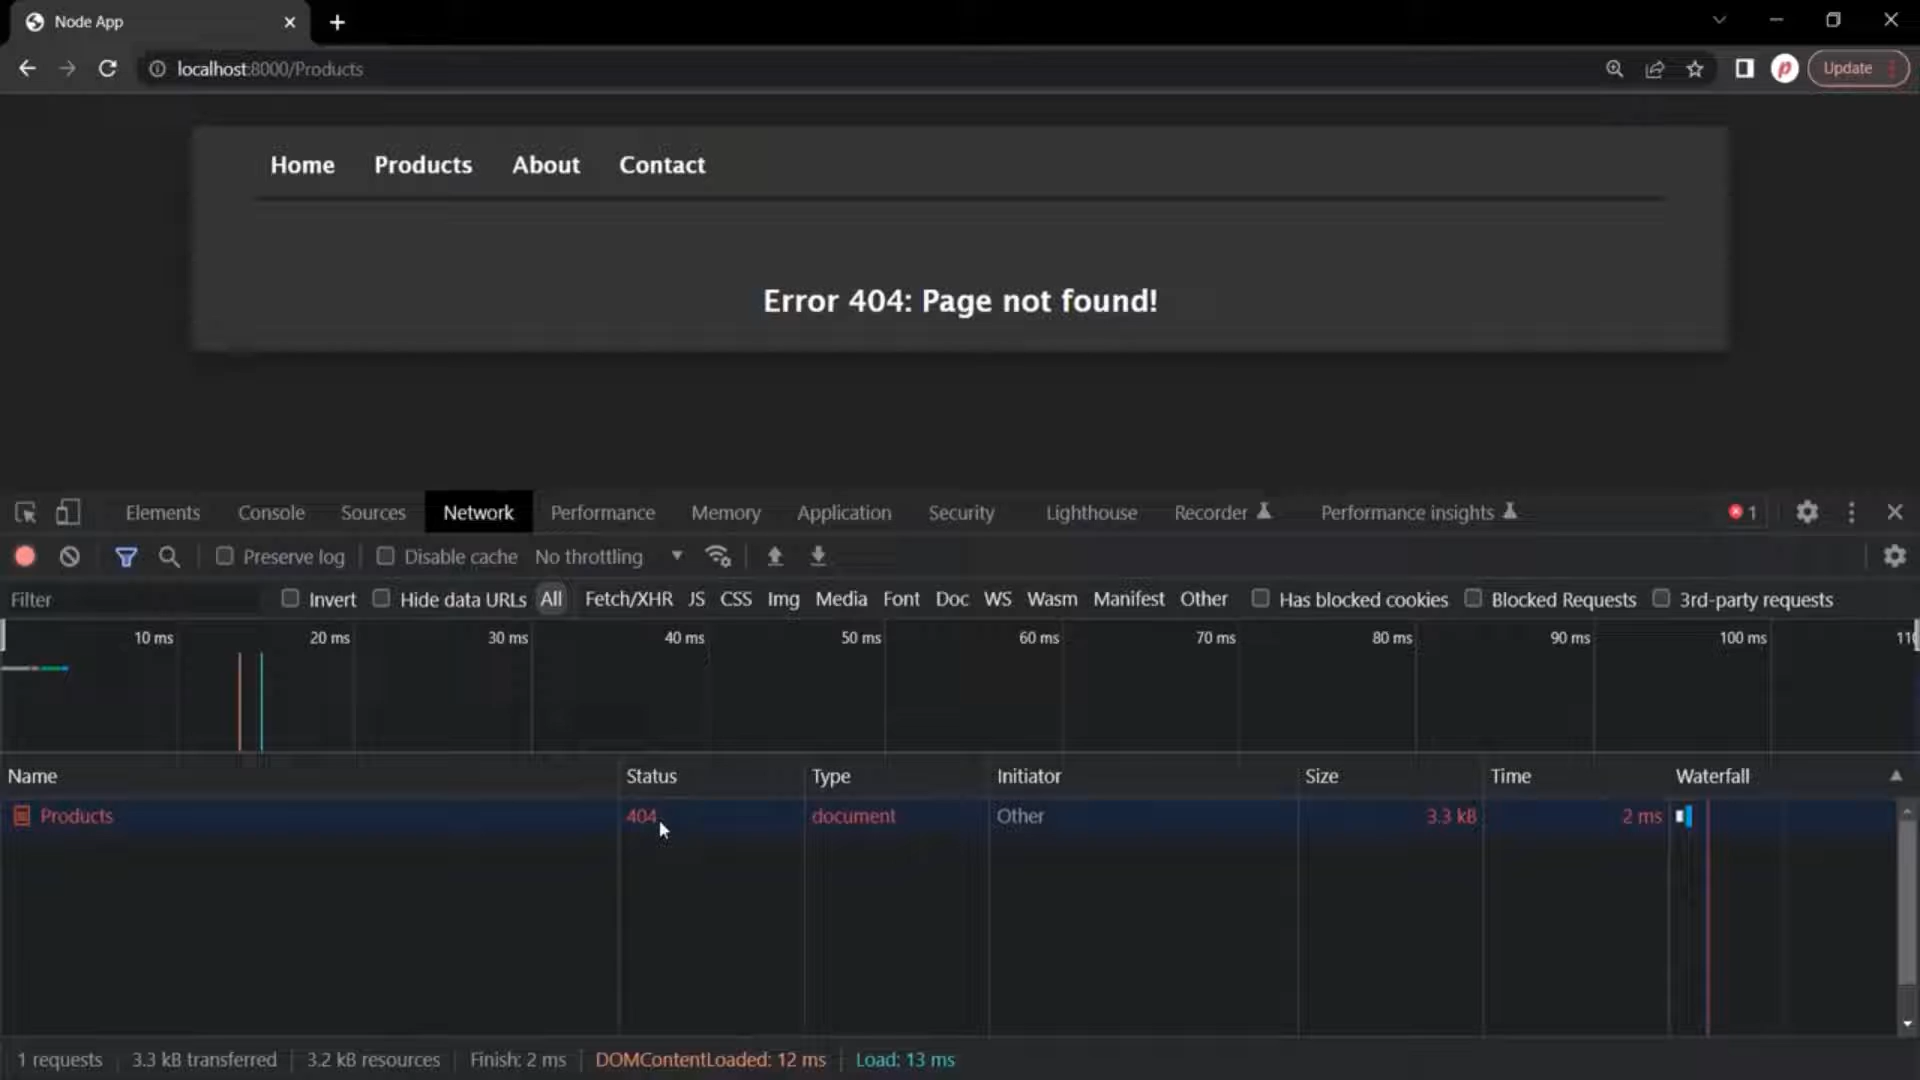 Node App
localhost:8000/Products
Update
Home Products About Contact
Error 404: Page not found!
Elements Console Sources Network Performance Memory Application Security Lighthouse Recorder Performance insights 1
Preserve log Disable cache No throttling
Filter Invert Hide data URLs All Fetch/XHR JS CSS Img Media Font Doc WS Wasm Manifest Other Has blocked cookies Blocked Requests 3rd-party requests
10 ms 20 ms 30 ms 40 ms 50 ms 60 ms 70 ms 80 ms 90 ms 100 ms 110
Name Status Type Initiator Size Time Waterfall
Products 404 document Other 3.3 kB 2 ms
1 requests 3.3 kB transferred 3.2 kB resources Finish: 2 ms DOMContentLoaded: 12 ms Load: 13 ms